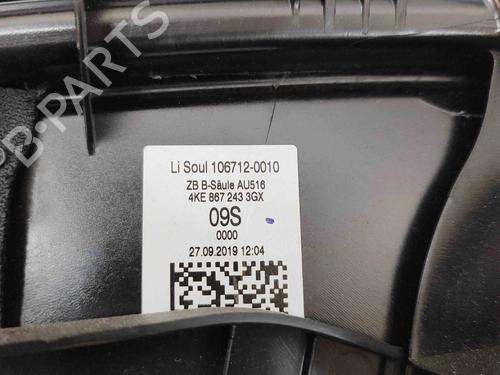 B-PARTS
Li Soul 106712-0010
ZB B-Säule AU516
4KE 867 243 3GX
09S
0000
27.09.2019 12:04